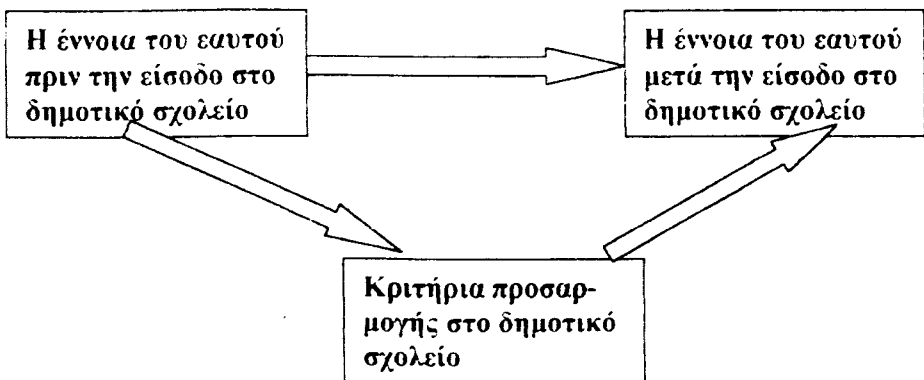 Η έννοια του εαυτού
πριν την είσοδο στο
δημοτικό σχολείο
Η έννοια του εαυτού
μετά την είσοδο στο
δημοτικό σχολείο
Κριτήρια προσαρ-
μογής στο δημοτικό
σχολείο